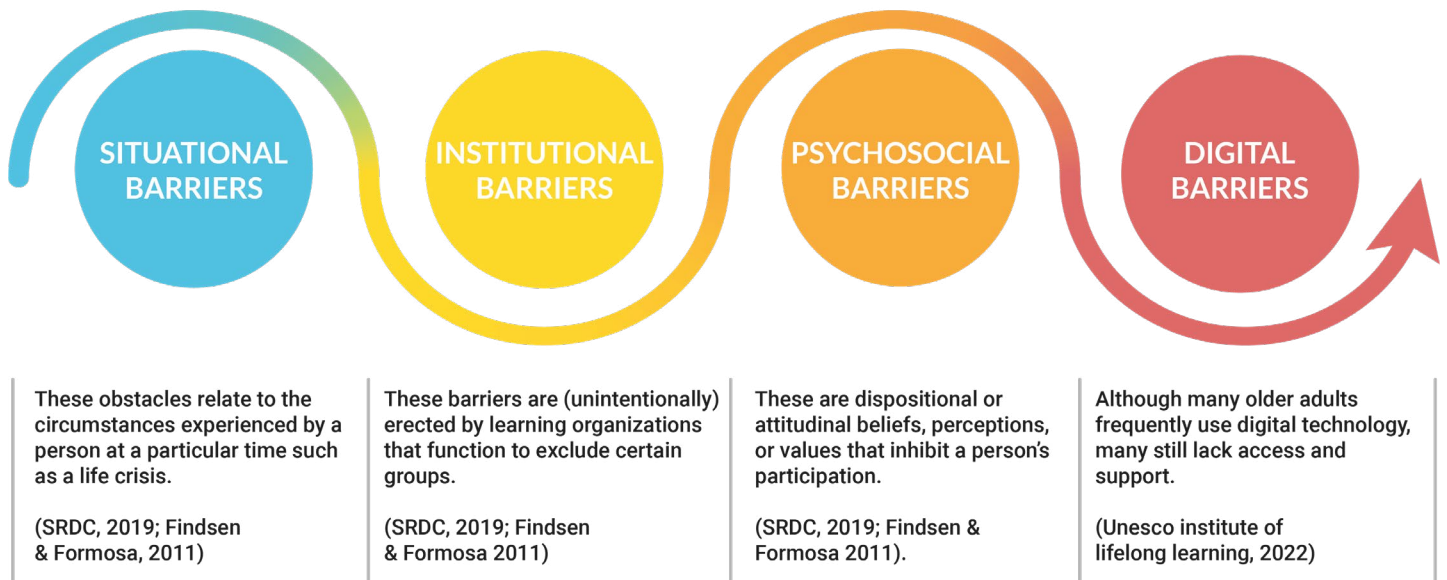 SITUATIONAL
BARRIERS
INSTITUTIONAL
BARRIERS
PSYCHOSOCIAL
BARRIERS
DIGITAL
BARRIERS
These obstacles relate to the
circumstances experienced by a
person at a particular time such
as a life crisis.
(SRDC, 2019; Findsen
& Formosa, 2011)
These barriers are (unintentionally)
erected by learning organizations
that function to exclude certain
groups.
(SRDC, 2019; Findsen
& Formosa 2011)
These are dispositional or
attitudinal beliefs, perceptions,
or values that inhibit a person's
participation.
(SRDC, 2019; Findsen &
Formosa 2011).
Although many older adults
frequently use digital technology,
many still lack access and
support.
(Unesco institute of
lifelong learning, 2022)